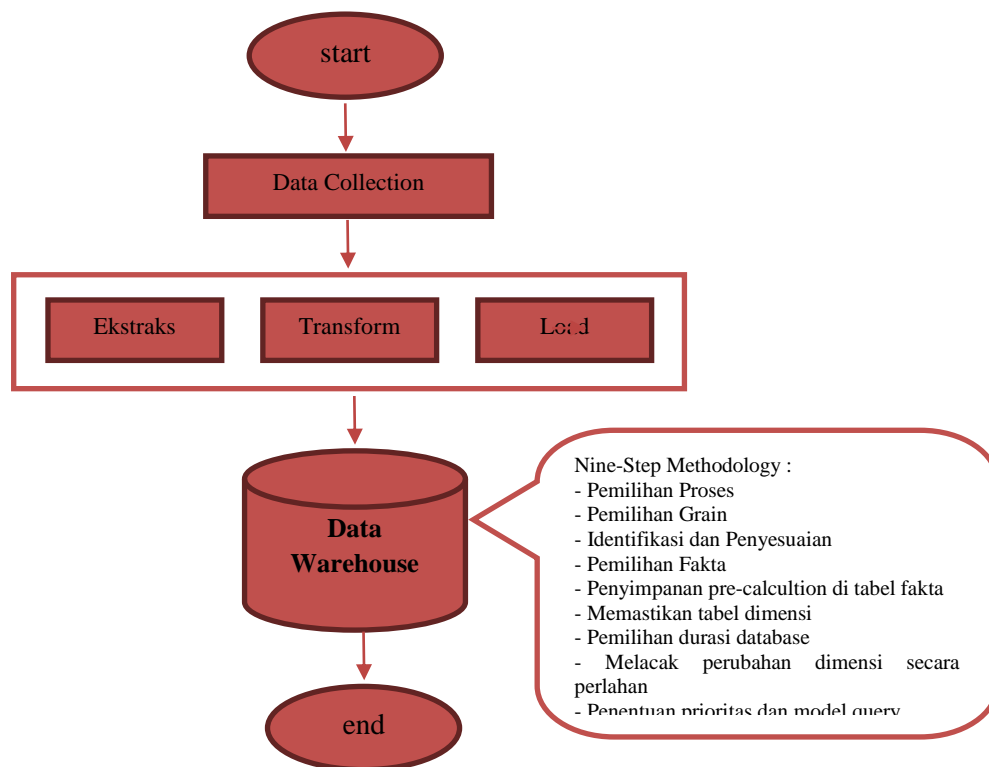 start
Data Collection
Ekstraks
Transform
Load
Data
Warehouse
Nine-Step Methodology :
- Pemilihan Proses
- Pemilihan Grain
- Identifikasi dan Penyesuaian
- Pemilihan Fakta
- Penyimpanan pre-calcultion di tabel fakta
- Memastikan tabel dimensi
- Pemilihan durasi database
- Melacak perubahan dimensi secara
perlahan
- Penentuan prioritas dan model query
end